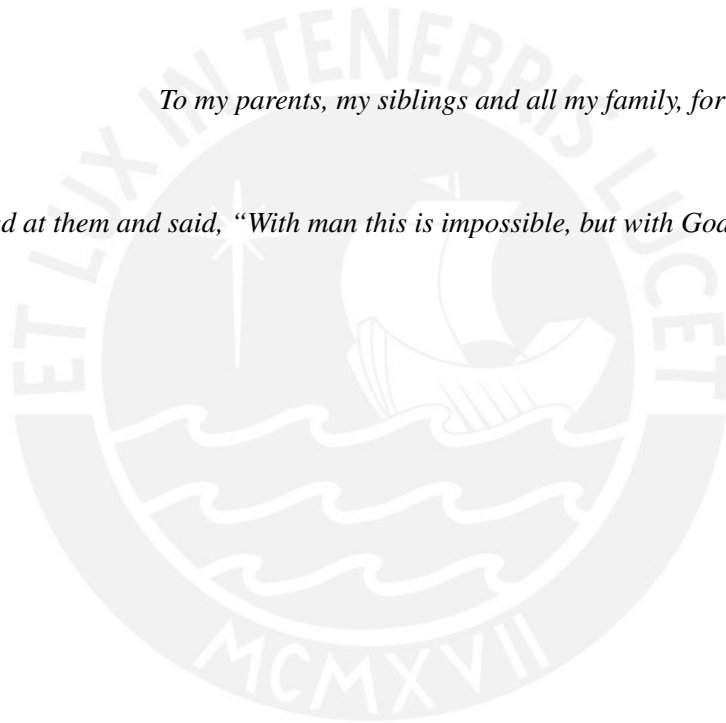 ET LUX IN TENEBRIS LUCET
To my parents, my siblings and all my family, for
at them and said, “With man this is impossible, but with God
MCMXVII